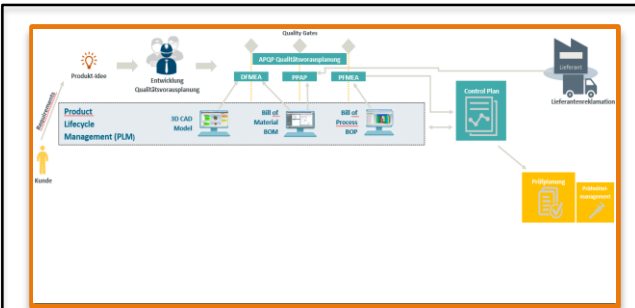 Quality Gates
Produkt-Idee
Entwicklung
Qualitätsvorausplanung
APQP Qualitätsvorausplanung
DFMEA
PPAP
PFMEA
Lieferant
Lieferantenreklamation
Control Plan
Requirements
Kunde
Product
Lifecycle
Management (PLM)
3D CAD
Model
Bill of
Material
BOM
Bill of
Process
BOP
Prüfplanung
Prüfmittel
management